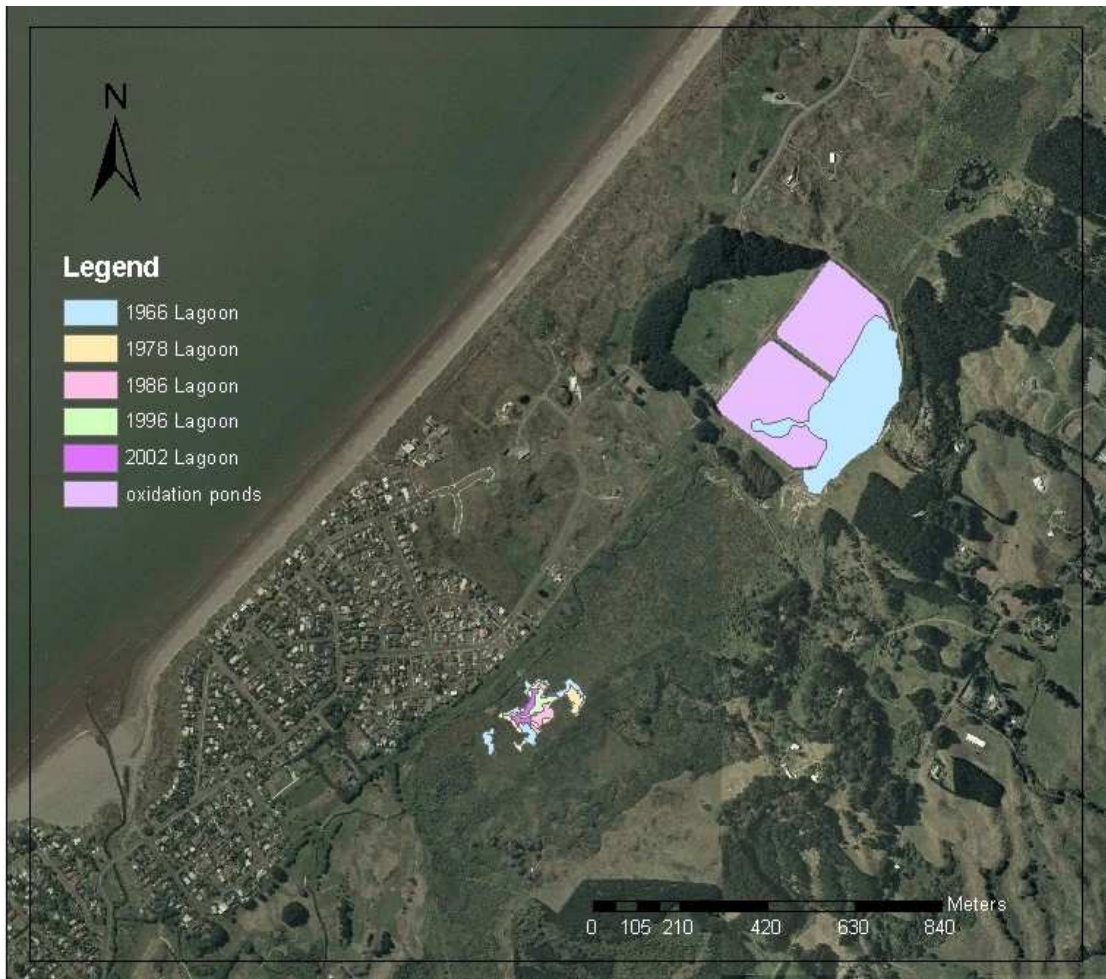 N
Legend
1966 Lagoon
1978 Lagoon
1986 Lagoon
1996 Lagoon
2002 Lagoon
oxidation ponds
Meters
0 105 210 420 630 840